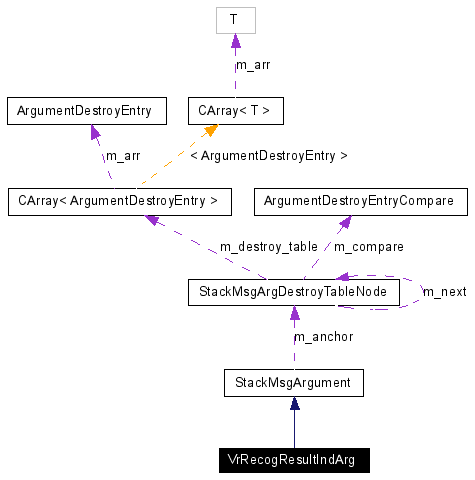 T
m_arr
ArgumentDestroyEntry
CArray< T >
m_arr
< ArgumentDestroyEntry >
CArray< ArgumentDestroyEntry >
ArgumentDestroyEntryCompare
m_destroy_table
m_compare
StackMsgArgDestroyTableNode
m_next
m_anchor
StackMsgArgument
VrRecogResultIndArg